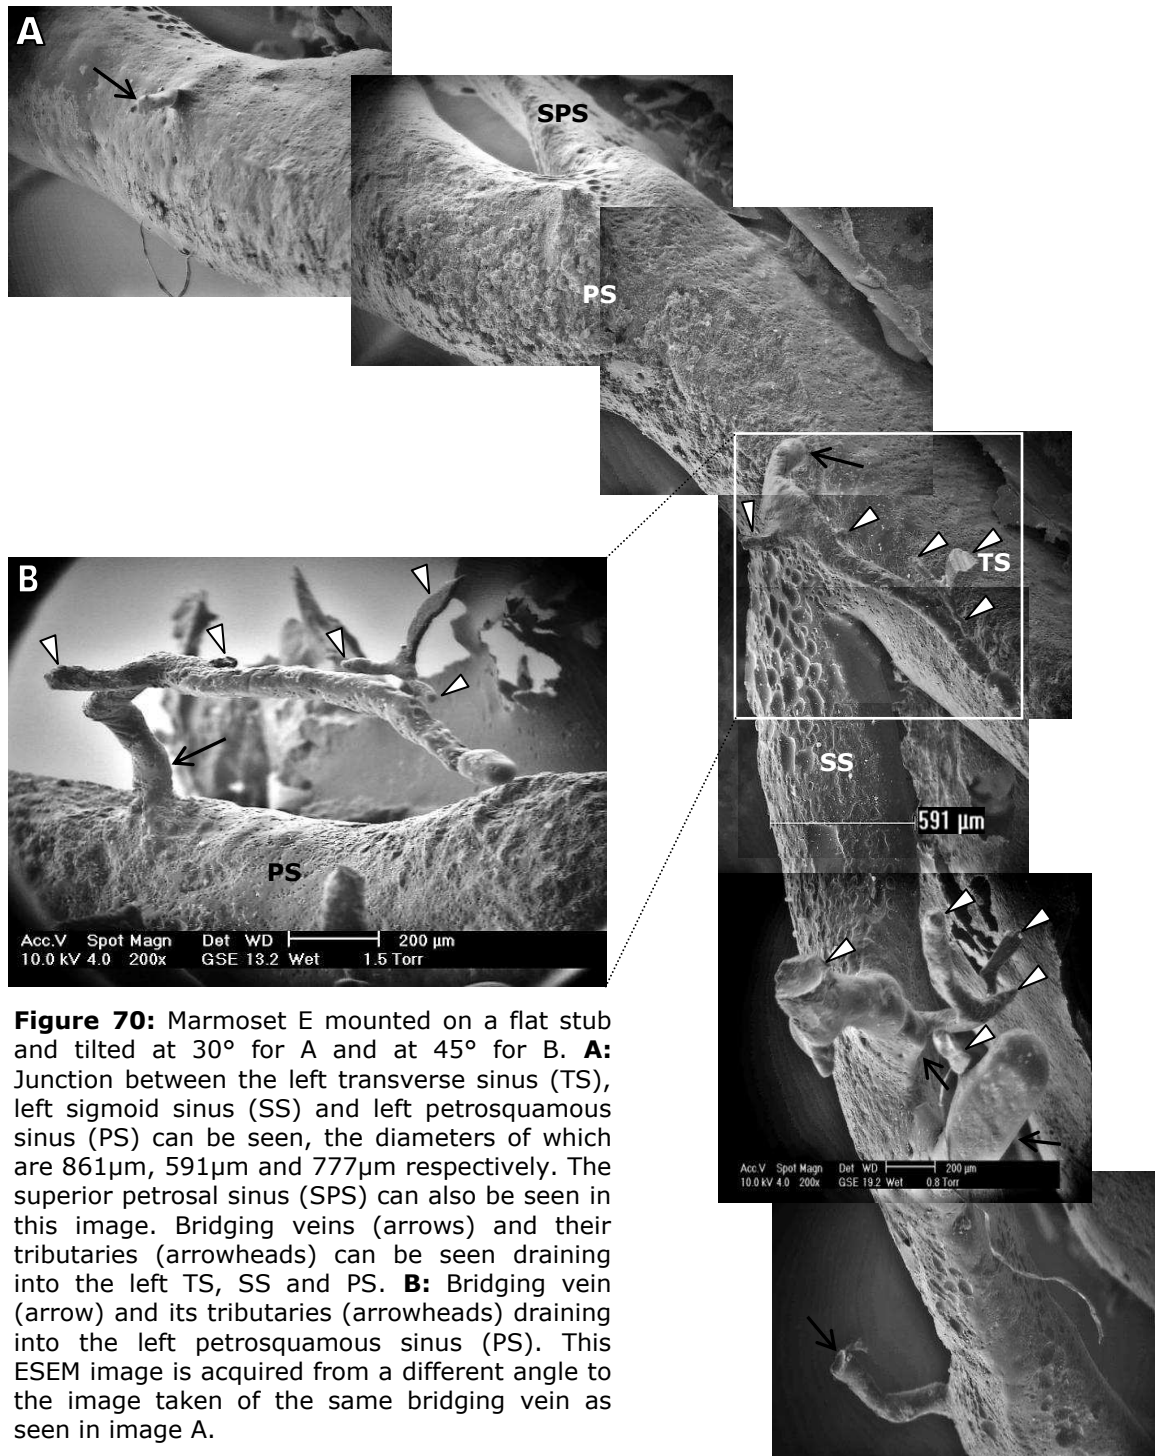 A
SPS
PS
TS
B
SS
591 µm
PS
Acc.V Spot Magn Det WD 200 µm
10.0 kV 4.0 200x GSE 13.2 Wet 1.5 Torr
Acc.V Spot Magn Det WD 200 µm
10.0 kV 4.0 200x GSE 19.2 Wet 0.8 Torr
Figure 70: Marmoset E mounted on a flat stub
and tilted at 30° for A and at 45° for B. A:
Junction between the left transverse sinus (TS),
left sigmoid sinus (SS) and left petrosquamous
sinus (PS) can be seen, the diameters of which
are 861µm, 591µm and 777µm respectively. The
superior petrosal sinus (SPS) can also be seen in
this image. Bridging veins (arrows) and their
tributaries (arrowheads) can be seen draining
into the left TS, SS and PS. B: Bridging vein
(arrow) and its tributaries (arrowheads) draining
into the left petrosquamous sinus (PS). This
ESEM image is acquired from a different angle to
the image taken of the same bridging vein as
seen in image A.